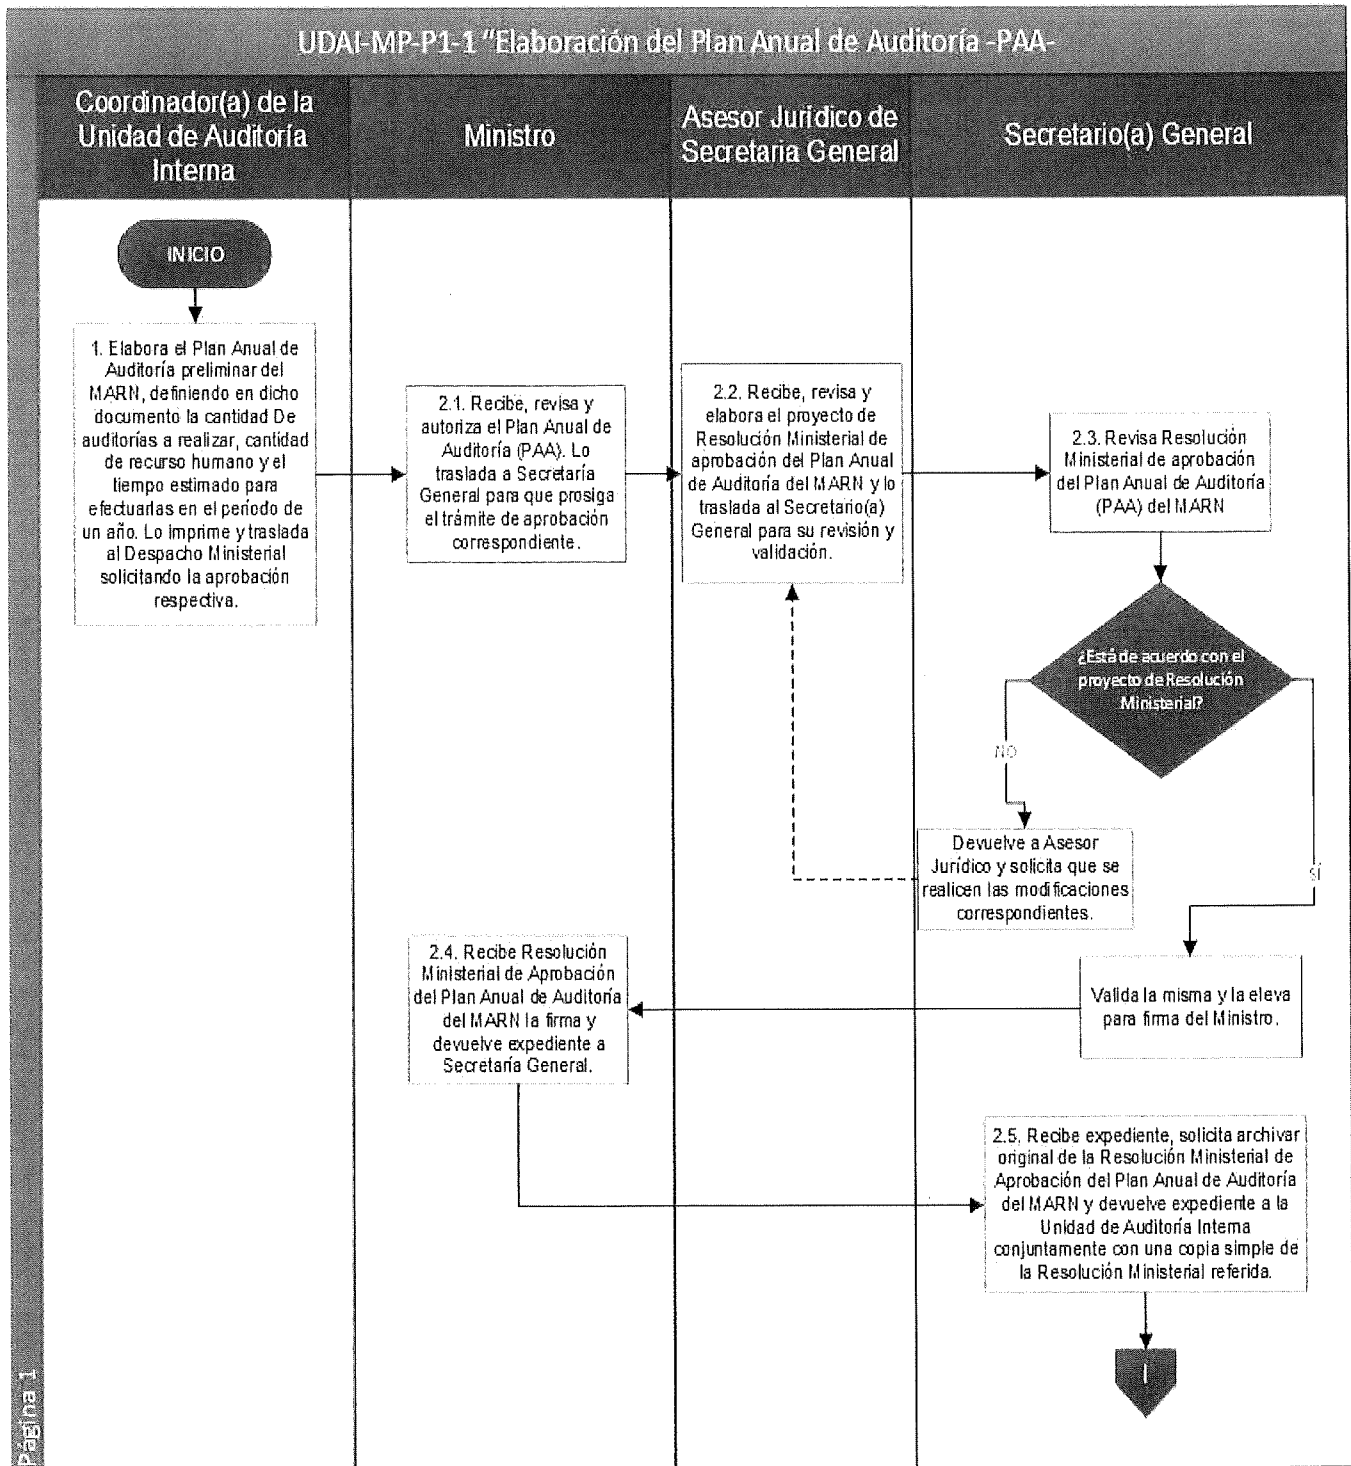 UDAI-MP-P1-1 “Elaboración del Plan Anual de Auditoría -PAA-
Coordinador(a) de la
Unidad de Auditoría
Interna
Ministro
Asesor Jurídico de
Secretaria General
Secretario(a) General
INICIO
1. Elabora el Plan Anual de
Auditoría preliminar del
MARN, definiendo en dicho
documento la cantidad De
auditorías a realizar, cantidad
de recurso humano y el
tiempo estimado para
efectuarlas en el período de
un año. Lo imprime y traslada
al Despacho Ministerial
solicitando la aprobación
respectiva.
2.1. Recibe, revisa y
autoriza el Plan Anual de
Auditoría (PAA). Lo
traslada a Secretaría
General para que prosiga
el trámite de aprobación
correspondiente.
2.2. Recibe, revisa y
elabora el proyecto de
Resolución Ministerial de
aprobación del Plan Anual
de Auditoría del MARN y lo
traslada al Secretario(a)
General para su revisión y
validación.
2.3. Revisa Resolución
Ministerial de aprobación
del Plan Anual de Auditoría
(PAA) del MARN
¿Está de acuerdo con el
proyecto de Resolución
Ministerial?
NO
SÍ
Devuelve a Asesor
Jurídico y solicita que se
realicen las modificaciones
correspondientes.
Valida la misma y la eleva
para firma del Ministro.
2.4. Recibe Resolución
Ministerial de Aprobación
del Plan Anual de Auditoría
del MARN la firma y
devuelve expediente a
Secretaría General.
2.5. Recibe expediente, solicita archivar
original de la Resolución Ministerial de
Aprobación del Plan Anual de Auditoría
del MARN y devuelve expediente a la
Unidad de Auditoría Interna
conjuntamente con una copia simple de
la Resolución Ministerial referida.
I
Página 1